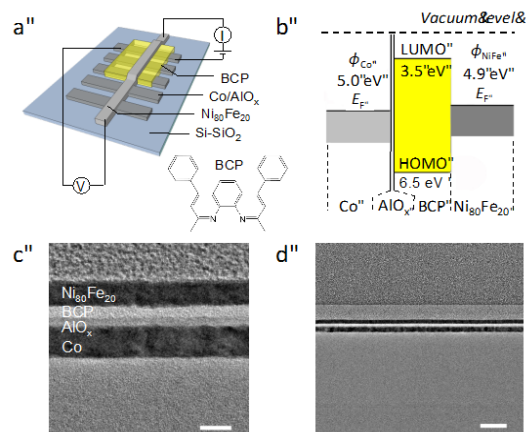 a"
I
V
BCP
Co/AlOx
Ni80Fe20
Si-SiO2
BCP
N
N
b"
Vacuum&level&
ϕCo"
5.0"eV"
EF"
LUMO"
3.5"eV"
ϕNiFe"
4.9"eV"
EF"
HOMO"
6.5 eV
Co" AlOx" BCP" Ni80Fe20"
c"
Ni80Fe20
BCP
AlOx
Co
d"